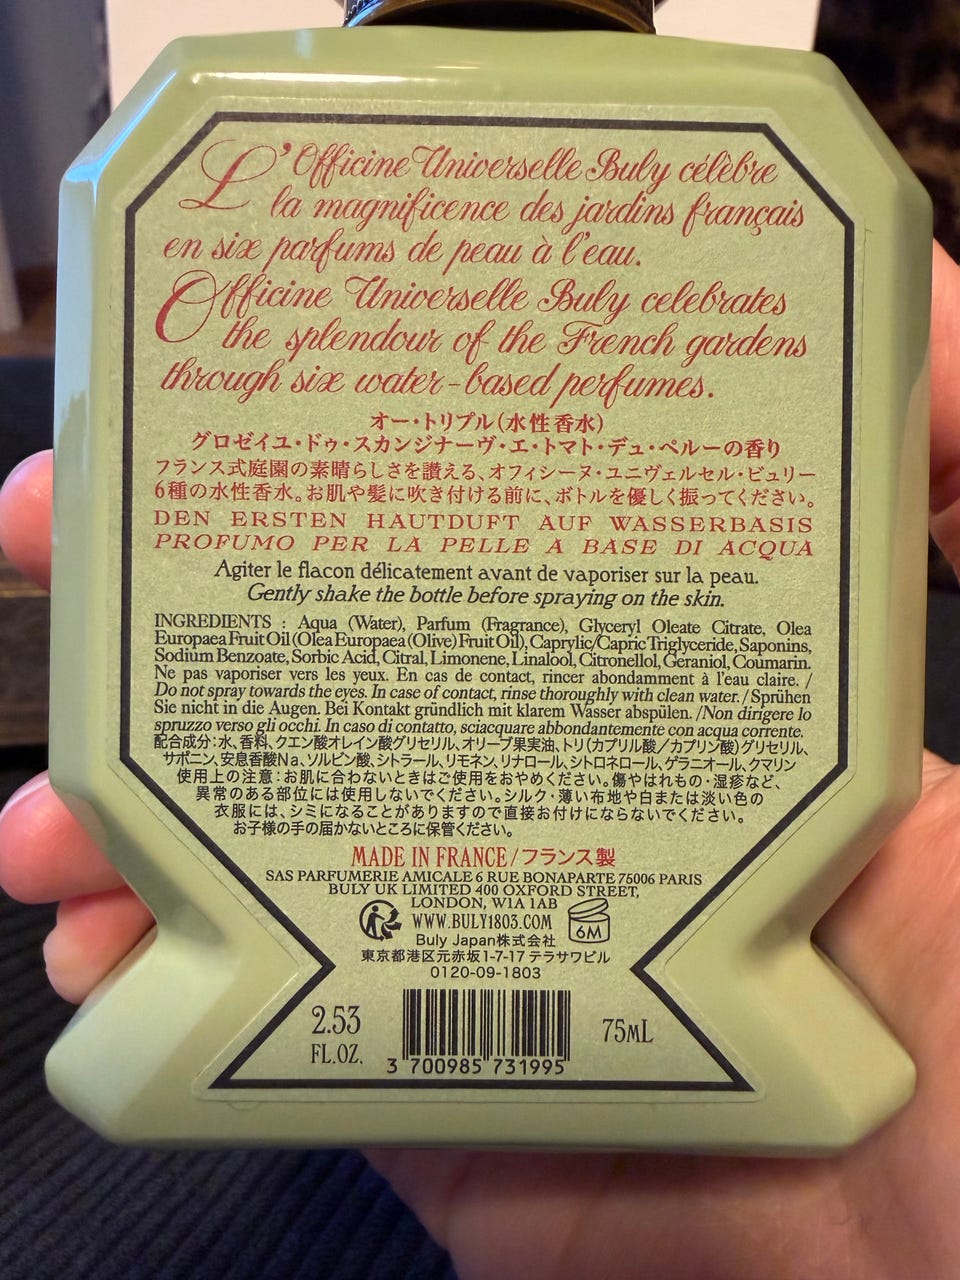 L'Officine Universelle Buly célèbre
la magnificence des jardins français
en six parfums de peau à l'eau.
Officine Universelle Buly celebrates
the splendour of the French gardens
through six water-based perfumes.
オー・トリプル(水性香水)
グロゼイユ・ドゥ・スカンジナーヴ・エ・トマト・デュ・ペルーの香り
フランス式庭園の素晴らしさを讃える、オフィシーヌ・ユニヴェルセル・ビュリー
6種の水性香水。お肌や髪に吹き付ける前に、ボトルを優しく振ってください。
DEN ERSTEN HAUTDUFT AUF WASSERBASIS
PROFUMO PER LA PELLE A BASE DI ACQUA
Agiter le flacon délicatement avant de vaporiser sur la peau.
Gently shake the bottle before spraying on the skin.
INGREDIENTS : Aqua (Water), Parfum (Fragrance), Glyceryl Oleate Citrate, Olea
Europaea Fruit Oil (Olea Europaea (Olive) Fruit Oil), Caprylic/Capric Triglyceride, Saponins,
Sodium Benzoate, Sorbic Acid, Citral, Limonene, Linalool, Citronellol, Geraniol, Coumarin.
Ne pas vaporiser vers les yeux. En cas de contact, rincer abondamment à l'eau claire. /
Do not spray towards the eyes. In case of contact, rinse thoroughly with clean water. / Sprühen
Sie nicht in die Augen. Bei Kontakt gründlich mit klarem Wasser abspülen. /Non dirigere lo
spruzzo verso gli occhi. In caso di contatto, sciacquare abbondantemente con acqua corrente.
配合成分:水、香料、クエン酸オレイン酸グリセリル、オリーブ果実油、トリ(カプリル酸/カプリン酸)グリセリル、
サポニン、安息香酸Na、ソルビン酸、シトラール、リモネン、リナロール、シトロネロール、ゲラニオール、クマリン
使用上の注意:お肌に合わないときはご使用をおやめください。傷やはれもの・湿疹など、
異常のある部位には使用しないでください。シルク・薄い布地や白または淡い色の
衣服には、シミになることがありますので直接お付けにならないでください。
お子様の手の届かないところに保管ください。
MADE IN FRANCE/フランス製
SAS PARFUMERIE AMICALE 6 RUE BONAPARTE 75006 PARIS
BULY UK LIMITED 400 OXFORD STREET,
LONDON, W1A 1AB
WWW.BULY1803.COM
6M
Buly Japan株式会社
東京都港区元赤坂1-7-17 テラサワビル
0120-09-1803
2.53
FL.OZ.
75ML
3 700985 731995